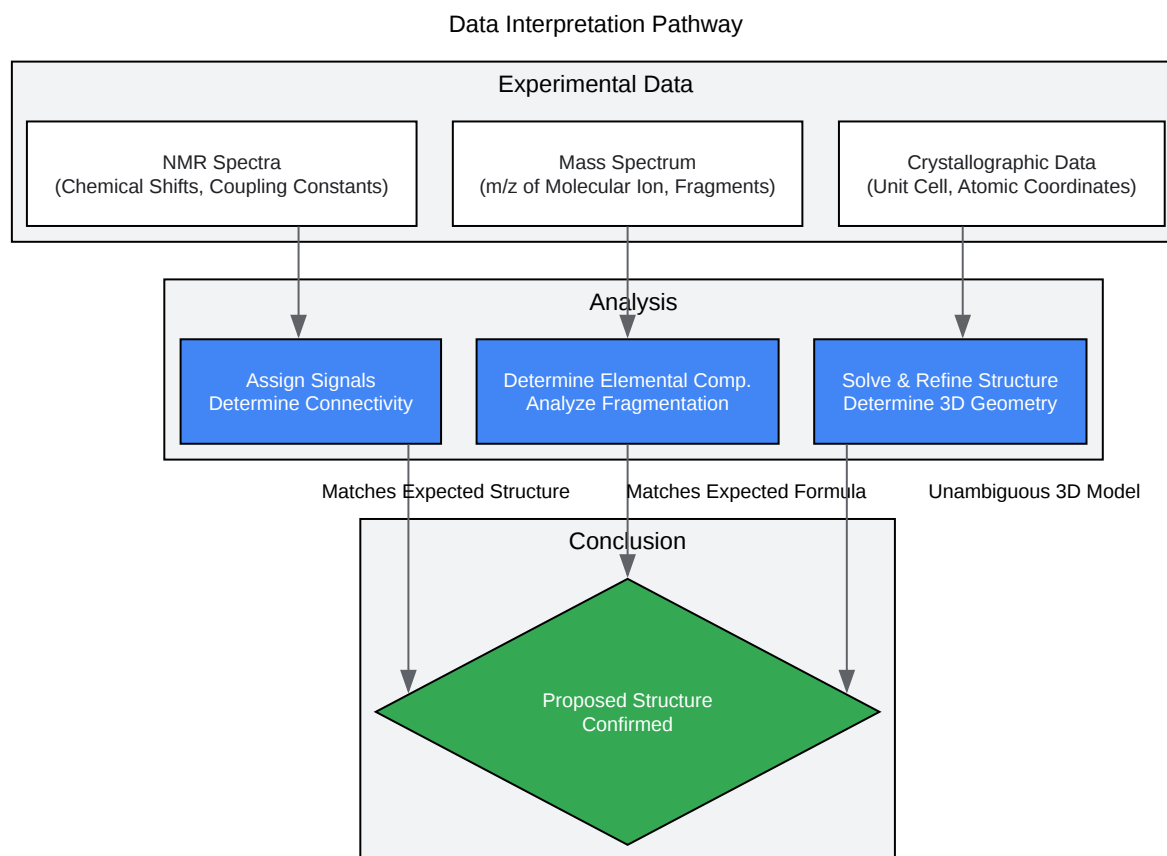 Data Interpretation Pathway
Experimental Data
NMR Spectra
(Chemical Shifts, Coupling Constants)
Mass Spectrum
(m/z of Molecular Ion, Fragments)
Crystallographic Data
(Unit Cell, Atomic Coordinates)
Analysis
Assign Signals
Determine Connectivity
Determine Elemental Comp.
Analyze Fragmentation
Solve & Refine Structure
Determine 3D Geometry
Matches Expected Structure
Matches Expected Formula
Unambiguous 3D Model
Conclusion
Proposed Structure
Confirmed